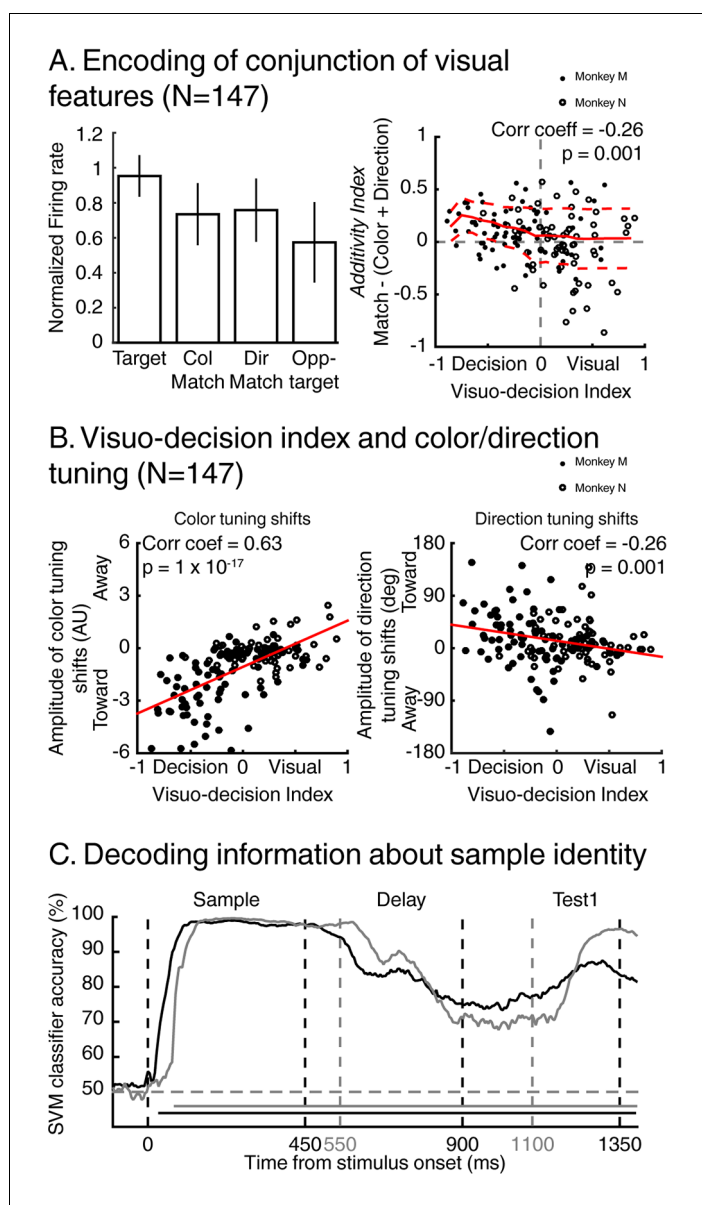 A. Encoding of conjunction of visual
features (N=147)
Monkey M
Monkey N
Normalized Firing rate
1.2
1
0.8
0.6
0.4
0.2
0
Target
Col
Match
Dir
Match
Opp-
target
Corr coeff = -0.26
p = 0.001
Additivity Index
Match - (Color + Direction)
1
0.5
0
-0.5
-1
-1 Decision 0 Visual 1
Visuo-decision Index
B. Visuo-decision index and color/direction
tuning (N=147)
Monkey M
Monkey N
Color tuning shifts
Corr coef = 0.63
p = 1 x 10-17
Amplitude of color tuning
shifts (AU)
Toward
Away
6
3
0
-3
-6
-1 Decision 0 Visual 1
Visuo-decision Index
Direction tuning shifts
Corr coef = -0.26
p = 0.001
Amplitude of direction
tuning shifts (deg)
Away
Toward
180
90
0
-90
-180
-1 Decision 0 Visual 1
Visuo-decision Index
C. Decoding information about sample identity
Sample Delay Test1
SVM classifier accuracy (%)
100
90
80
70
60
50
0 450 550 900 1100 1350
Time from stimulus onset (ms)